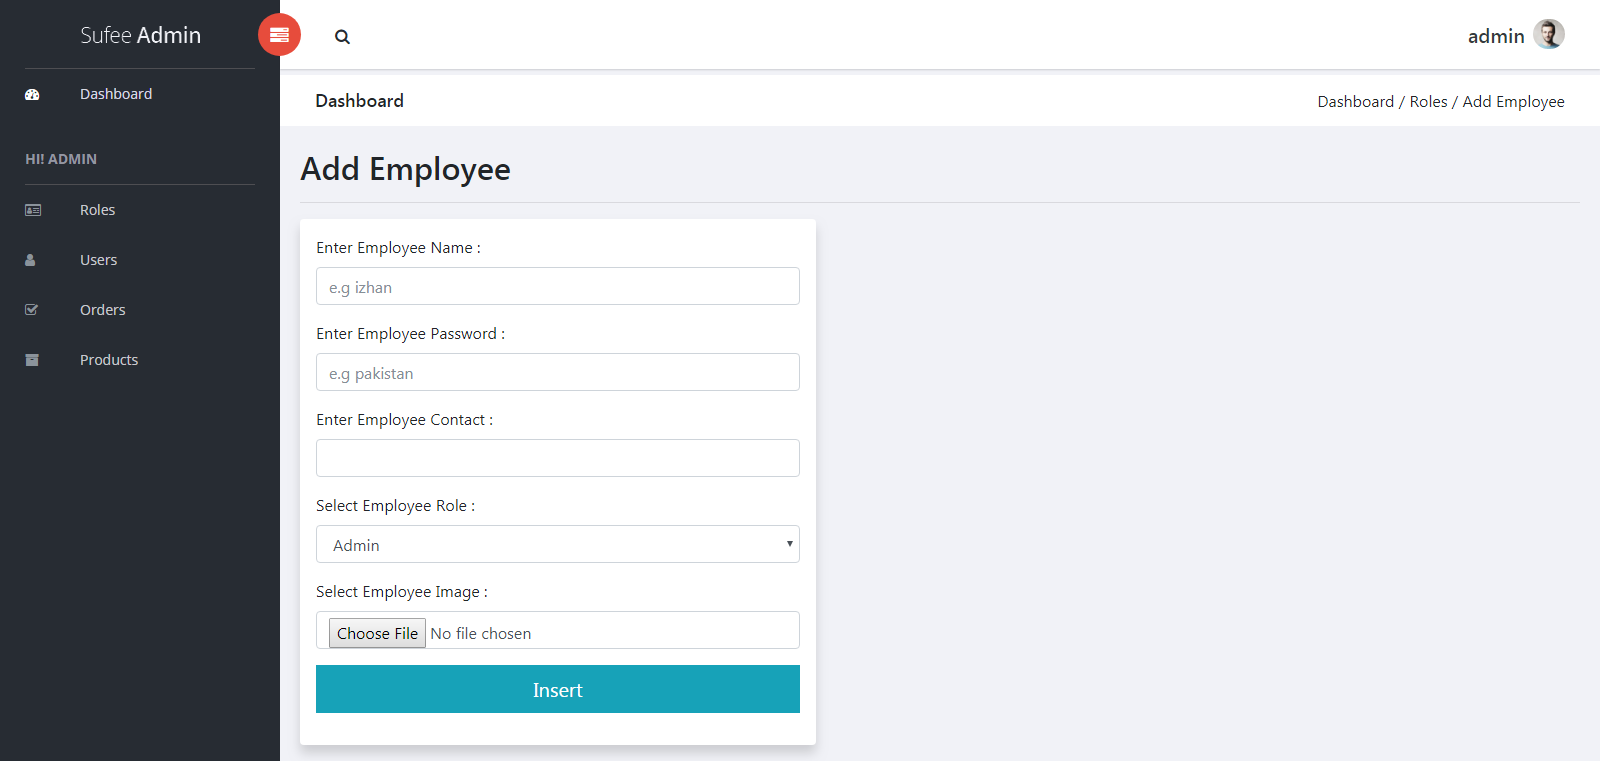 Sufee Admin
admin
Dashboard
Dashboard
Dashboard / Roles / Add Employee
HI! ADMIN
Roles
Users
Orders
Products
Add Employee
Enter Employee Name :
e.g izhan
Enter Employee Password :
e.g pakistan
Enter Employee Contact :
Select Employee Role :
Admin
Select Employee Image :
Choose File No file chosen
Insert